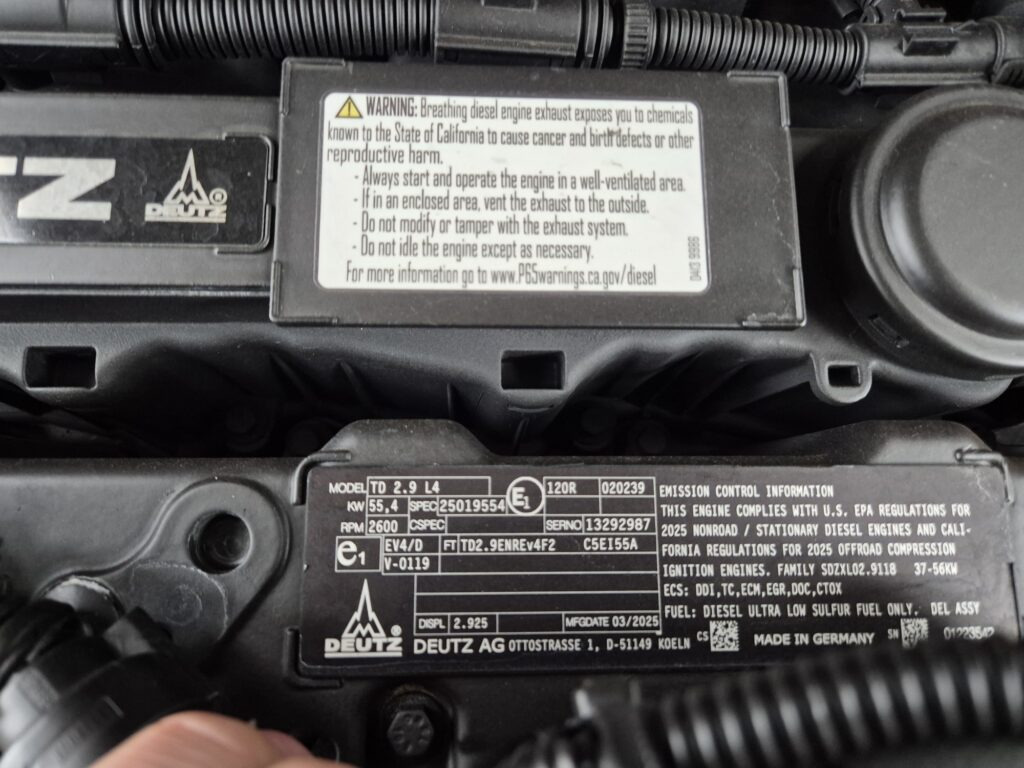 TZ
DEUTZ®
WARNING: Breathing diesel engine exhaust exposes you to chemicals
known to the State of California to cause cancer and birth defects or other
reproductive harm.
- Always start and operate the engine in a well-ventilated area.
- If in an enclosed area, vent the exhaust to the outside.
- Do not modify or tamper with the exhaust system.
- Do not idle the engine except as necessary.
For more information go to www.P65warnings.ca.gov/diesel
0413 9986
MODEL TD 2.9 L4
KW 55,4 SPEC 25019554 E1 120R 020239
RPM 2600 CSPEC SERNO 13292987
e1 EV4/D FT TD2.9ENREv4F2 C5EI55A
V-0119
DISPL 2.925 MFGDATE 03/2025
DEUTZ® DEUTZ AG OTTOSTRASSE 1, D-51149 KOELN
EMISSION CONTROL INFORMATION
THIS ENGINE COMPLIES WITH U.S. EPA REGULATIONS FOR
2025 NONROAD / STATIONARY DIESEL ENGINES AND CALI-
FORNIA REGULATIONS FOR 2025 OFFROAD COMPRESSION
IGNITION ENGINES. FAMILY SDZXL02.9118 37-56KW
ECS: DDI,TC,ECM,EGR,DOC,CTOX
FUEL: DIESEL ULTRA LOW SULFUR FUEL ONLY. DEL ASSY
CS MADE IN GERMANY SN